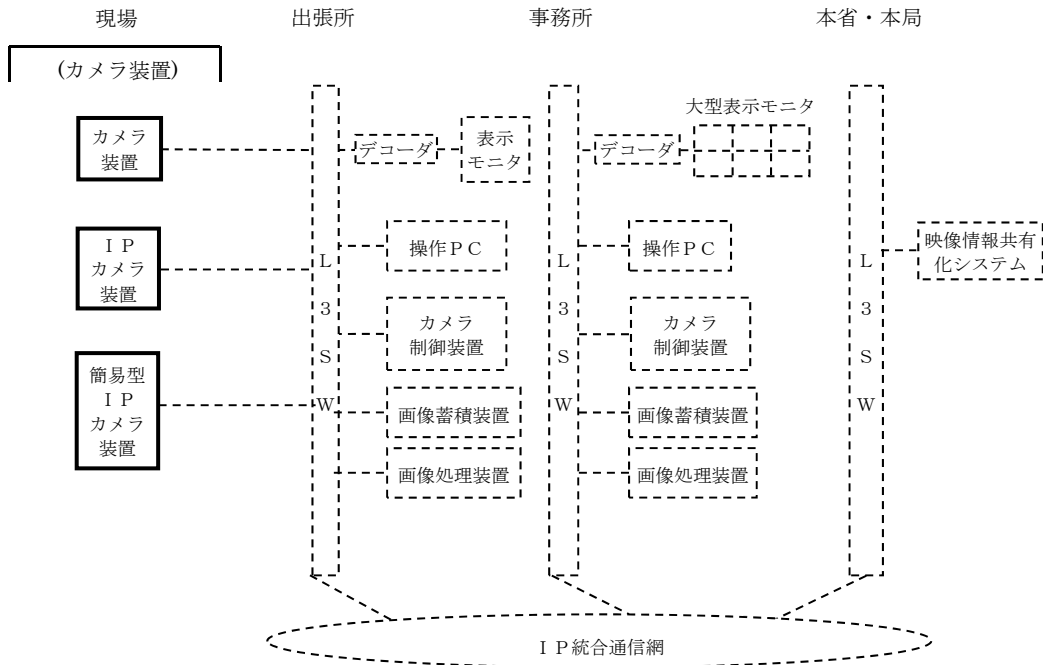 現場
出張所
事務所
本省・本局
(カメラ装置)
カメラ
装置
ＩＰ
カメラ
装置
簡易型
ＩＰ
カメラ
装置
Ｌ
３
Ｓ
Ｗ
デコーダ
表示
モニタ
操作ＰＣ
カメラ
制御装置
画像蓄積装置
画像処理装置
Ｌ
３
Ｓ
Ｗ
デコーダ
大型表示モニタ
操作ＰＣ
カメラ
制御装置
画像蓄積装置
画像処理装置
Ｌ
３
Ｓ
Ｗ
映像情報共有
化システム
ＩＰ統合通信網